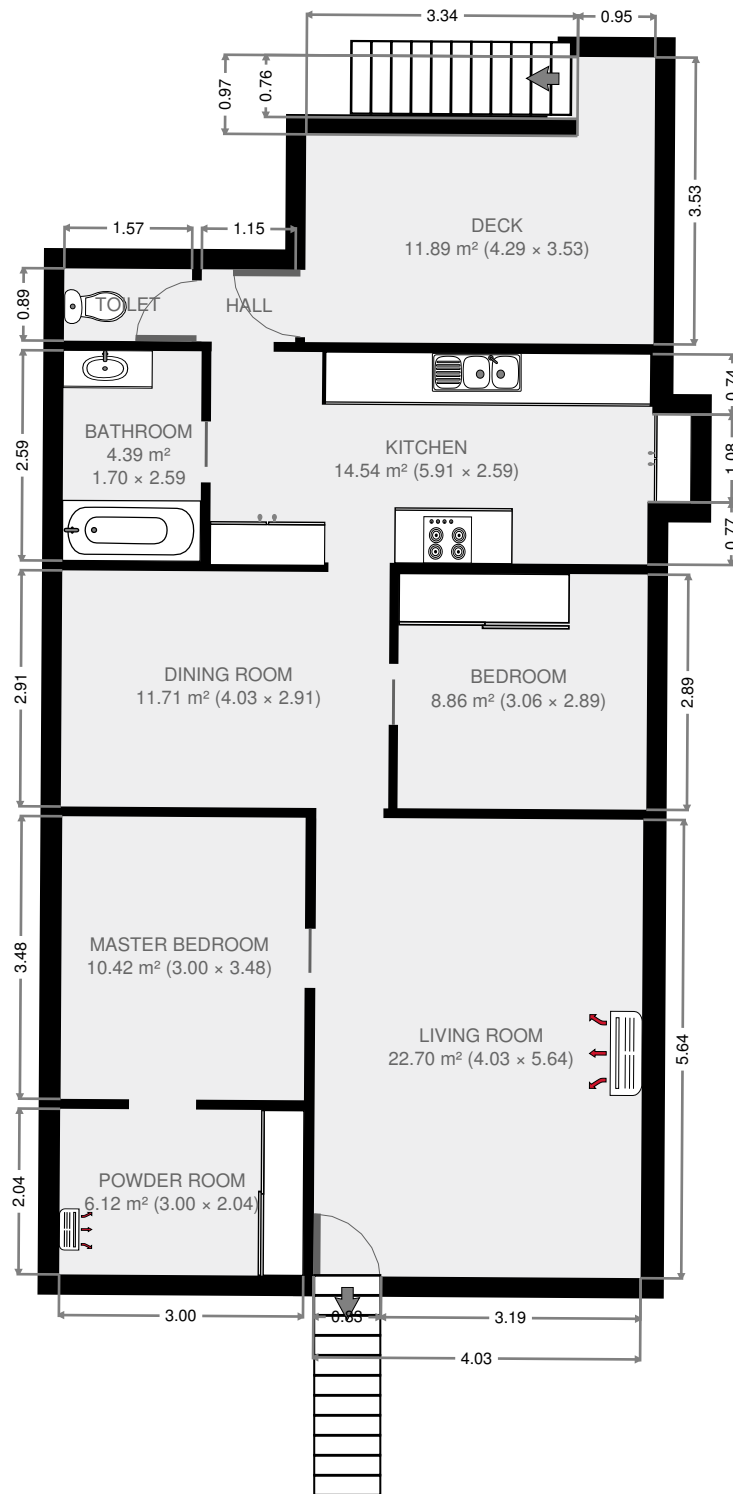 3.34
0.95
0.97
0.76
3.53
DECK
11.89 m² (4.29 × 3.53)
1.57
1.15
0.89
TOILET
HALL
0.74
2.59
BATHROOM
4.39 m²
1.70 × 2.59
KITCHEN
14.54 m² (5.91 × 2.59)
1.08
0.77
2.91
DINING ROOM
11.71 m² (4.03 × 2.91)
BEDROOM
8.86 m² (3.06 × 2.89)
2.89
3.48
MASTER BEDROOM
10.42 m² (3.00 × 3.48)
LIVING ROOM
22.70 m² (4.03 × 5.64)
5.64
2.04
POWDER ROOM
6.12 m² (3.00 × 2.04)
3.00
0.83
3.19
4.03